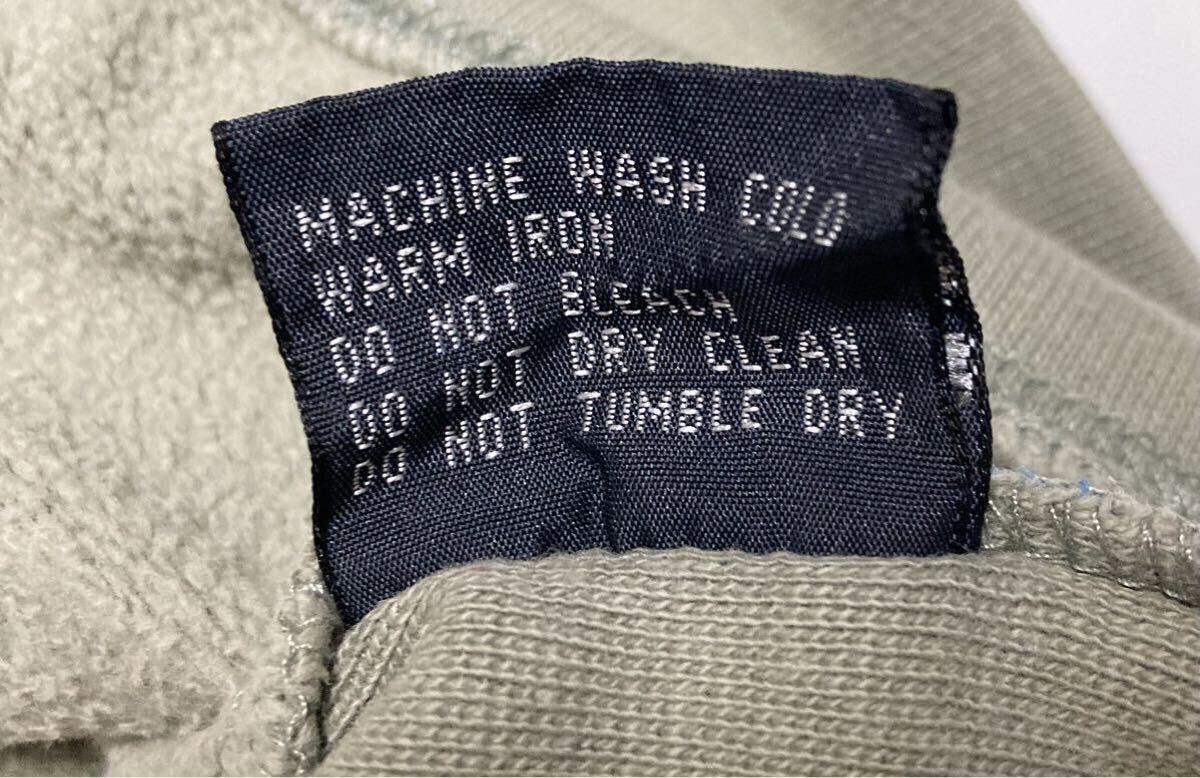 MACHINE WASH COLD
WARM IRON
DO NOT BLEACH
DO NOT DRY CLEAN
DO NOT TUMBLE DRY